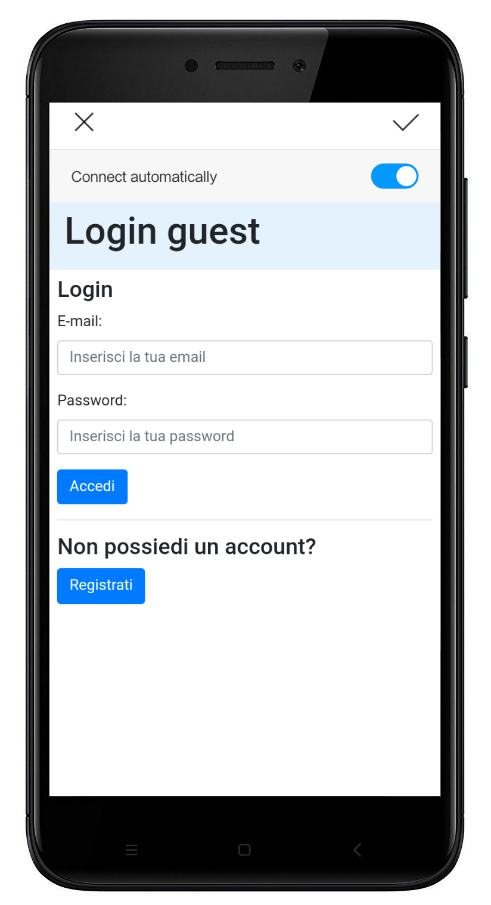 Connect automatically
Login guest
Login
E-mail:
Inserisci la tua email
Password:
Inserisci la tua password
Accedi
Non possiedi un account?
Registrati